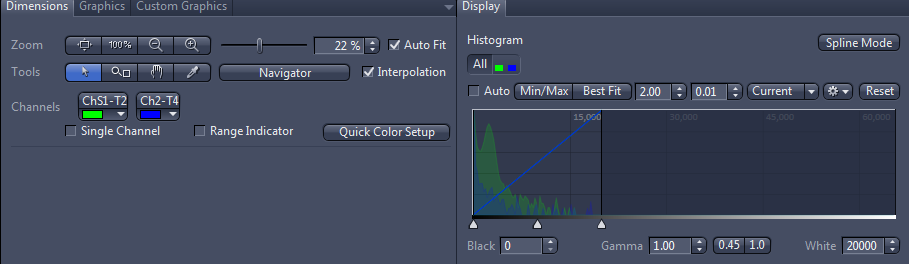 Dimensions Graphics Custom Graphics
Zoom 100% 22 % Auto Fit
Tools Navigator Interpolation
Channels ChS1-T2 Ch2-T4
Single Channel Range Indicator Quick Color Setup
Display
Histogram Spline Mode
All
Auto Min/Max Best Fit 2.00 0.01 Current Reset
15,000 30,000 45,000 60,000
Black 0 Gamma 1.00 0.45 1.0 White 20000